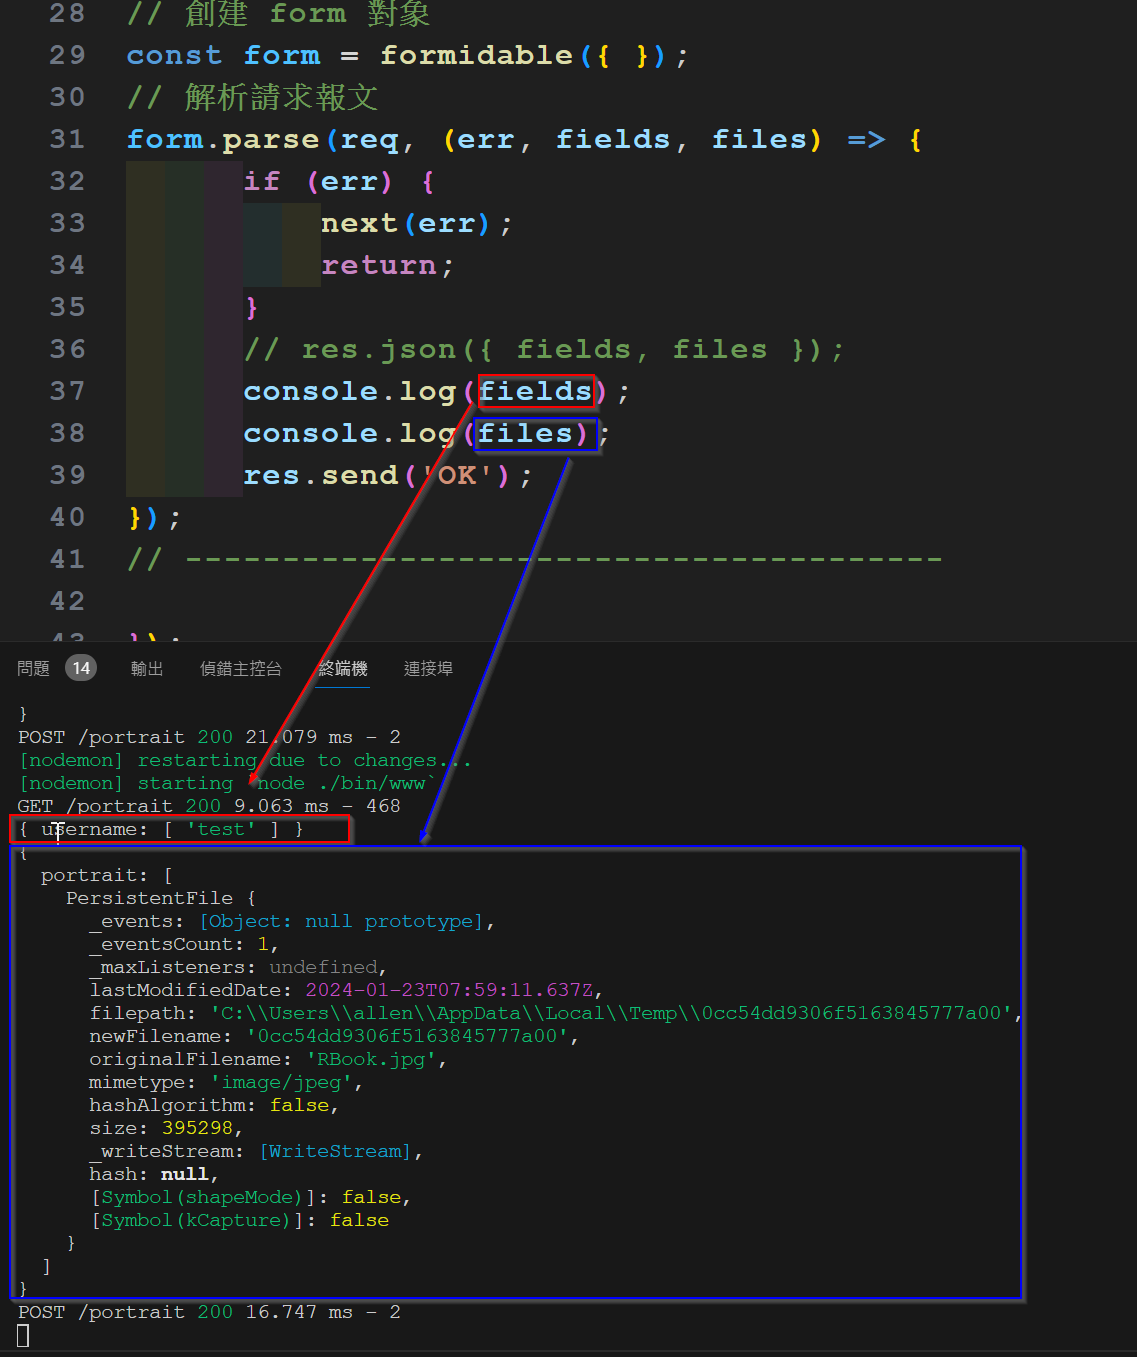 28 // 創建 form 對象
29 const form = formidable({ });
30 // 解析請求報文
31 form.parse(req, (err, fields, files) => {
32 if (err) {
33 next(err);
34 return;
35 }
36 // res.json({ fields, files });
37 console.log(fields);
38 console.log(files);
39 res.send('OK');
40 });
41 // ---------------------------------------
42
43 });
問題 14 輸出 偵錯主控台 終端機 連接埠
}
POST /portrait 200 21.079 ms - 2
[nodemon] restarting due to changes...
[nodemon] starting `node ./bin/www`
GET /portrait 200 9.063 ms - 468
{ username: [ 'test' ] }
{
portrait: [
PersistentFile {
_events: [Object: null prototype],
_eventsCount: 1,
_maxListeners: undefined,
lastModifiedDate: 2024-01-23T07:59:11.637Z,
filepath: 'C:\\Users\\allen\\AppData\\Local\\Temp\\0cc54dd9306f5163845777a00',
newFilename: '0cc54dd9306f5163845777a00',
originalFilename: 'RBook.jpg',
mimetype: 'image/jpeg',
hashAlgorithm: false,
size: 395298,
_writeStream: [WriteStream],
hash: null,
[Symbol(shapeMode)]: false,
[Symbol(kCapture)]: false
}
]
}
POST /portrait 200 16.747 ms - 2